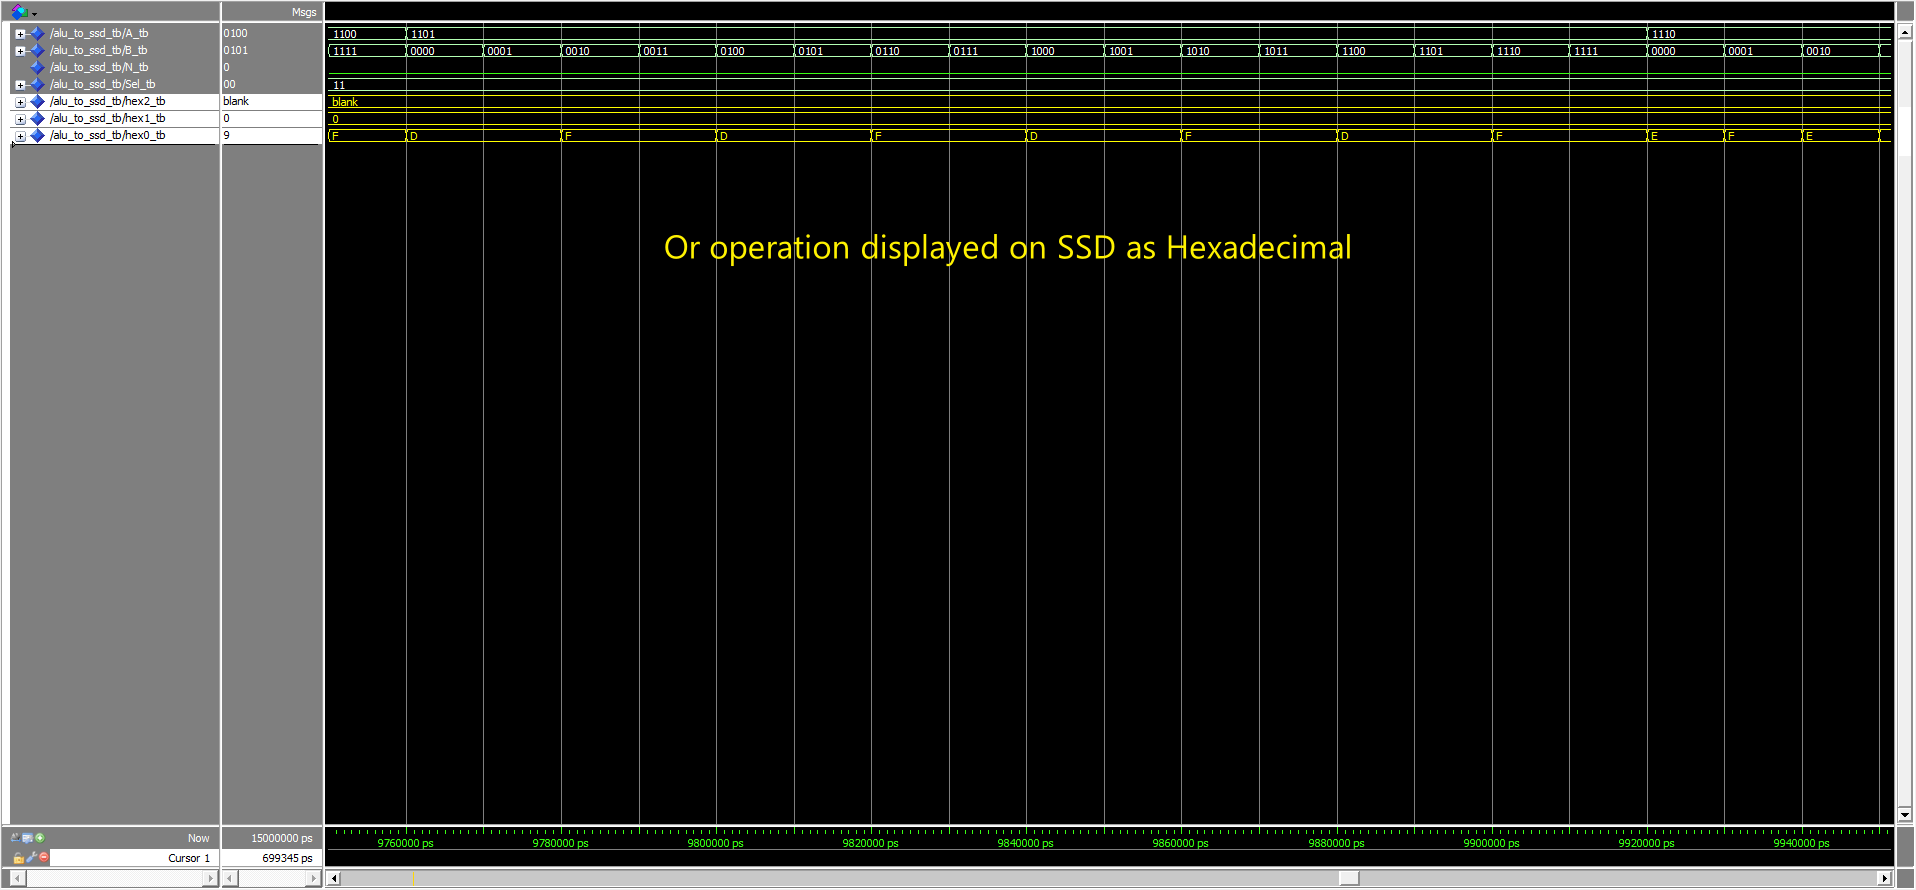 Msgs
/alu_to_ssd_tb/A_tb 0100 1100 1101 1110
/alu_to_ssd_tb/B_tb 0101 1111 0000 0001 0010 0011 0100 0101 0110 0111 1000 1001 1010 1011 1100 1101 1110 1111 0000 0001 0010
/alu_to_ssd_tb/N_tb 0
/alu_to_ssd_tb/Sel_tb 00 11
/alu_to_ssd_tb/hex2_tb blank blank
/alu_to_ssd_tb/hex1_tb 0 0
/alu_to_ssd_tb/hex0_tb 9 F D F D F D F D F E F E
Or operation displayed on SSD as Hexadecimal
Now 15000000 ps 9760000 ps 9780000 ps 9800000 ps 9820000 ps 9840000 ps 9860000 ps 9880000 ps 9900000 ps 9920000 ps 9940000 ps
Cursor 1 699345 ps